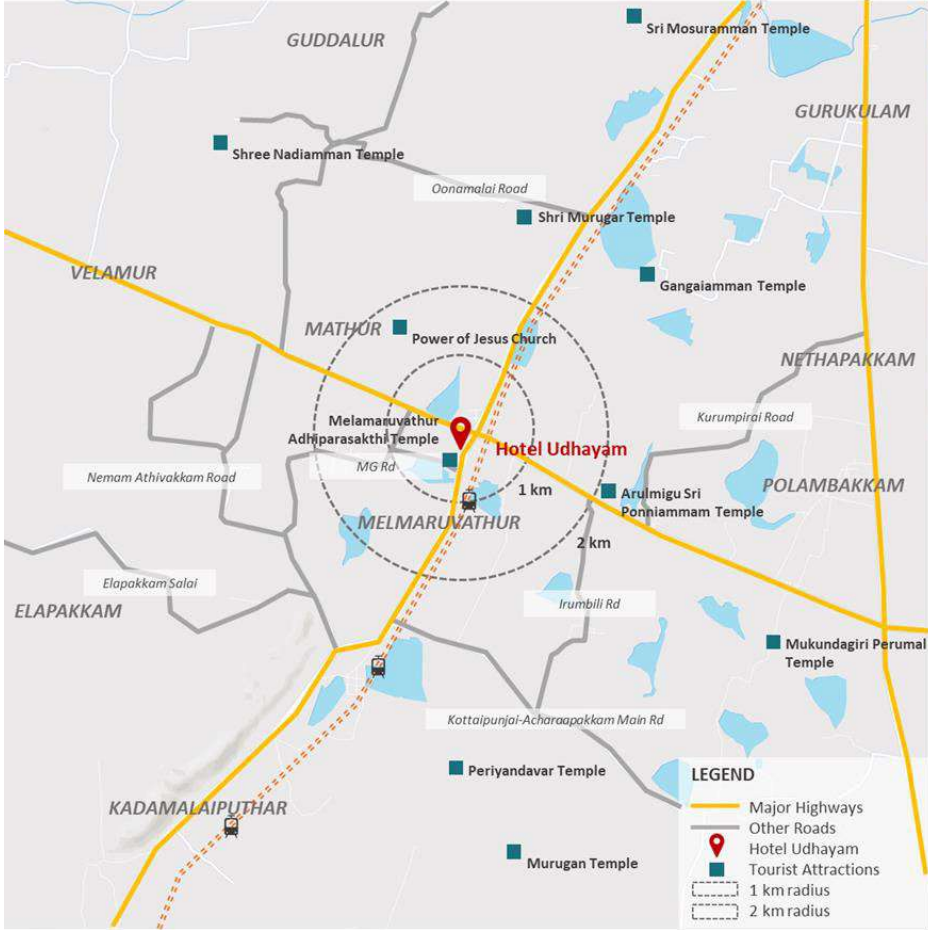 GUDDALUR
Sri Mosuramman Temple
GURUKULAM
Shree Nadiamman Temple
Oonamalai Road
Shri Murugar Temple
VELAMUR
Gangaiamman Temple
MATHUR
Power of Jesus Church
NETHAPAKKAM
Kurumpirai Road
Melamaruvathur
Adhiparasakthi Temple
Hotel Udhayam
MG Rd
Nemam Athivakkam Road
1 km
Arulmigu Sri
Ponniammam Temple
POLAMBAKKAM
MELMARUVATHUR
2 km
Elapakkam Salai
ELAPAKKAM
Irumbili Rd
Mukundagiri Perumal
Temple
Kottaipunjai-Acharaapakkam Main Rd
Periyandavar Temple
KADAMALAIPUTHAR
Murugan Temple
LEGEND
Major Highways
Other Roads
Hotel Udhayam
Tourist Attractions
1 km radius
2 km radius